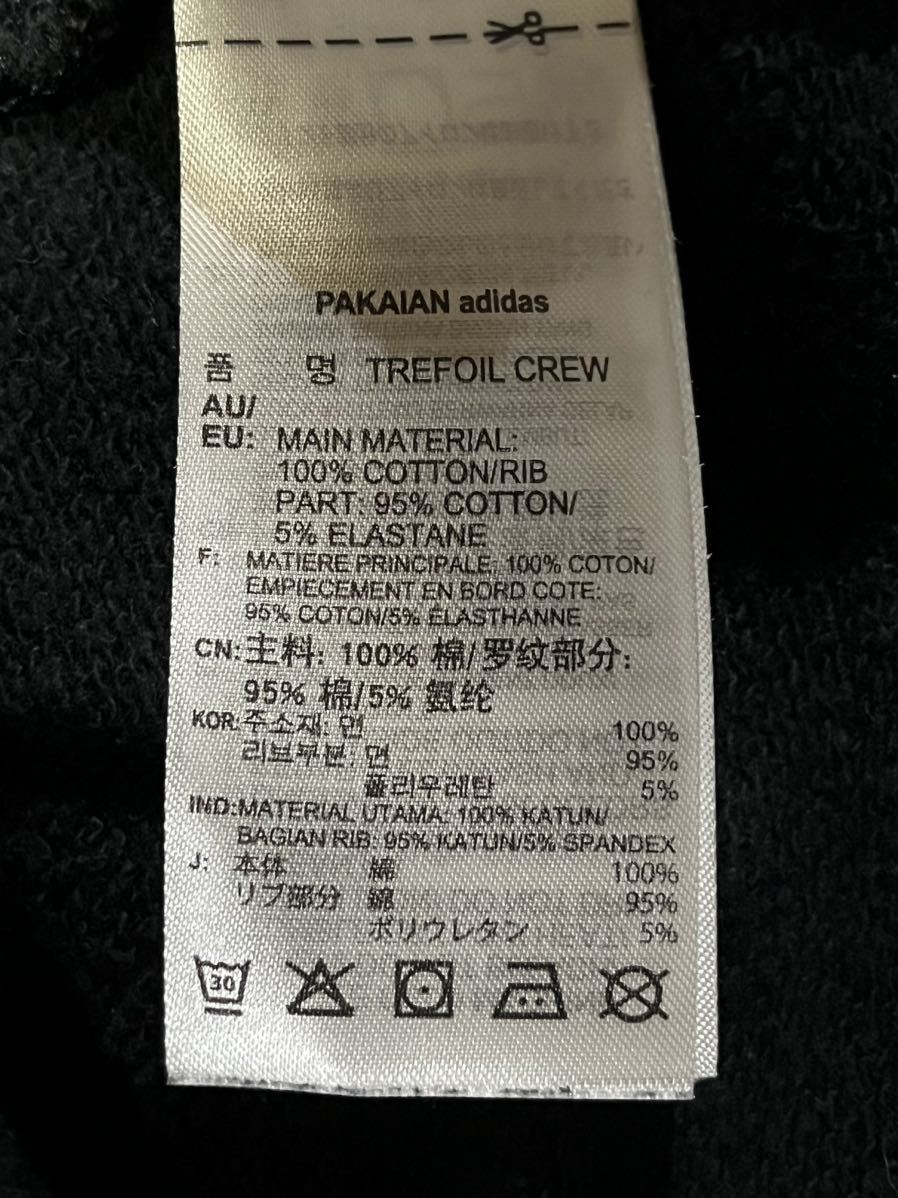 PAKAIAN adidas
품 명 TREFOIL CREW
AU/
EU: MAIN MATERIAL:
100% COTTON/RIB
PART: 95% COTTON/
5% ELASTANE
F: MATIERE PRINCIPALE: 100% COTON/
EMPIECEMENT EN BORD COTE:
95% COTON/5% ELASTHANNE
CN: 主料: 100% 棉/罗纹部分:
95% 棉/5% 氨纶
KOR: 주소재: 면 100%
리브부분: 면 95%
폴리우레탄 5%
IND: MATERIAL UTAMA: 100% KATUN/
BAGIAN RIB: 95% KATUN/5% SPANDEX
J: 本体 綿 100%
リブ部分 綿 95%
ポリウレタン 5%
30